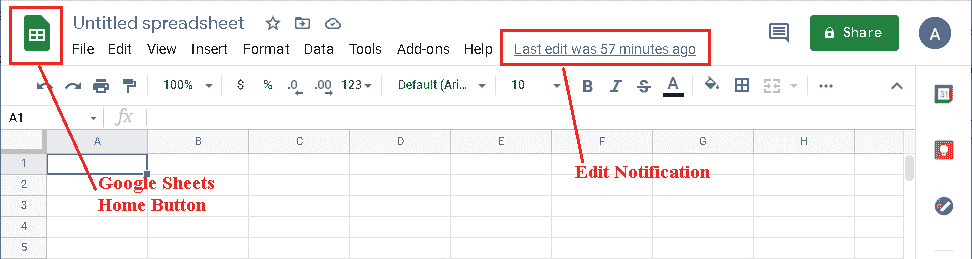 Untitled spreadsheet
File Edit View Insert Format Data Tools Add-ons Help Last edit was 57 minutes ago
Share
A
100% $ % .0 .00 123 Default (Ari... 10 B I S A
31
A1 fx
A B C D E F G H
1
2
3
4
5
Google Sheets
Home Button
Edit Notification